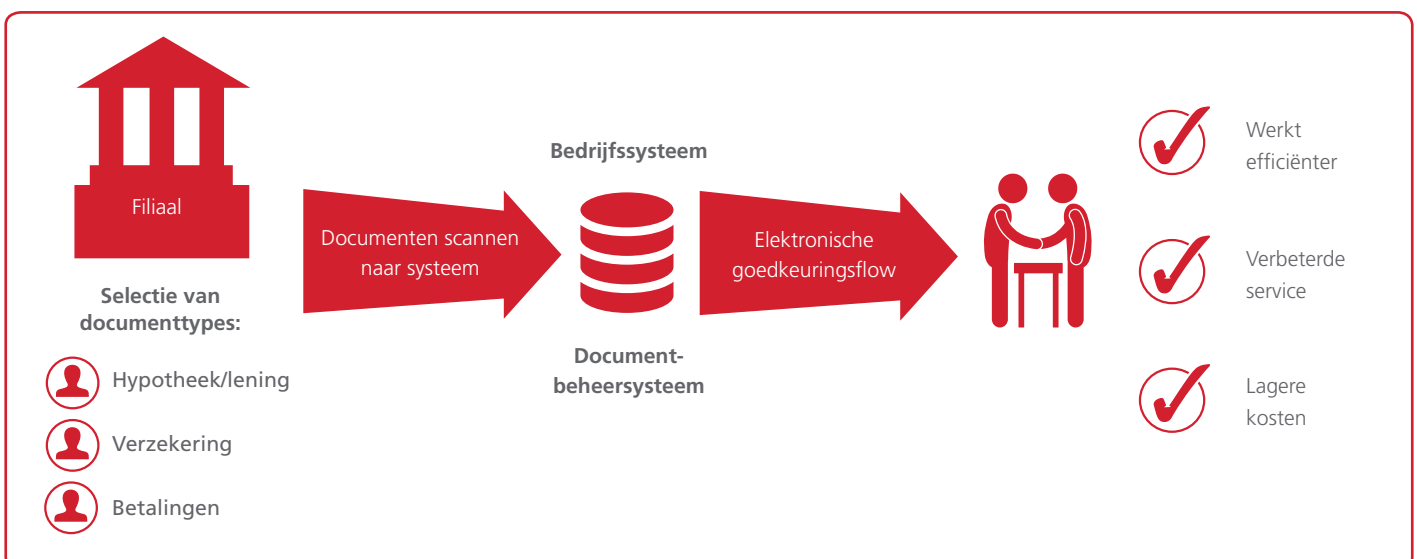 Filiaal
Selectie van
documenttypes:
Hypotheek/lening
Verzekering
Betalingen
Documenten scannen
naar systeem
Bedrijfssysteem
Document-
beheersysteem
Elektronische
goedkeuringsflow
Werkt
efficiënter
Verbeterde
service
Lagere
kosten